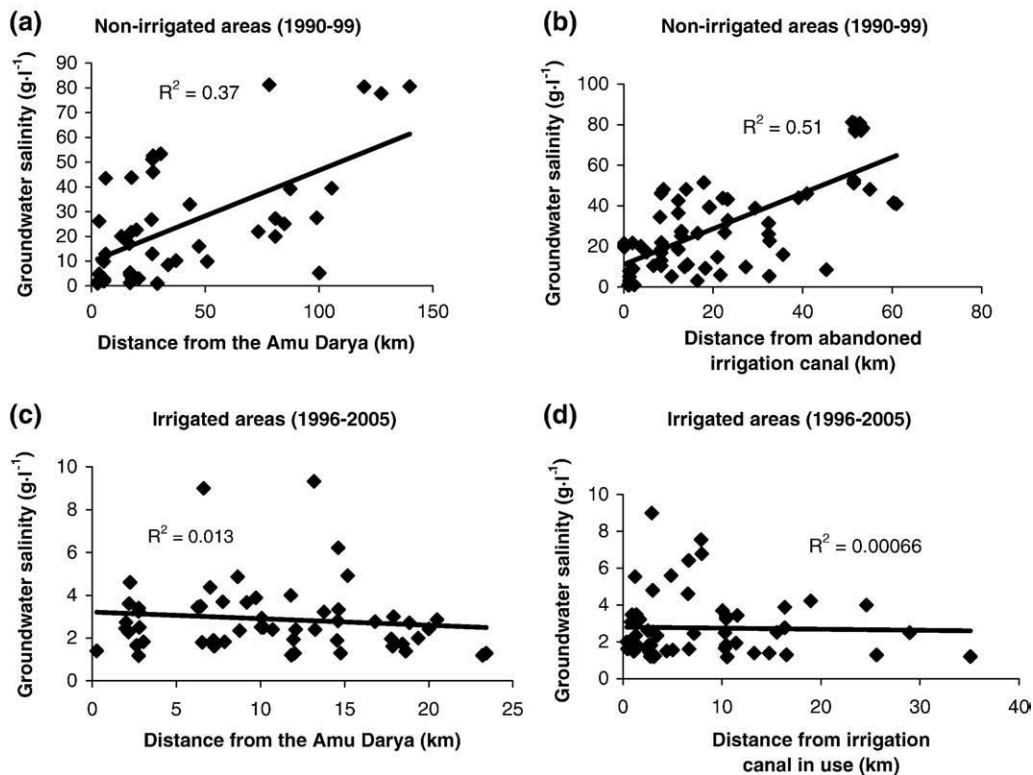 (a) Non-irrigated areas (1990-99)
Groundwater salinity (g·l⁻¹)
90
80
70
60
50
40
30
20
10
0
R² = 0.37
0 50 100 150
Distance from the Amu Darya (km)
(b) Non-irrigated areas (1990-99)
Groundwater salinity (g·l⁻¹)
100
80
60
40
20
0
R² = 0.51
0 20 40 60 80
Distance from abandoned
irrigation canal (km)
(c) Irrigated areas (1996-2005)
Groundwater salinity (g·l⁻¹)
10
8
6
4
2
0
R² = 0.013
0 5 10 15 20 25
Distance from the Amu Darya (km)
(d) Irrigated areas (1996-2005)
Groundwater salinity (g·l⁻¹)
10
8
6
4
2
0
R² = 0.00066
0 10 20 30 40
Distance from irrigation
canal in use (km)